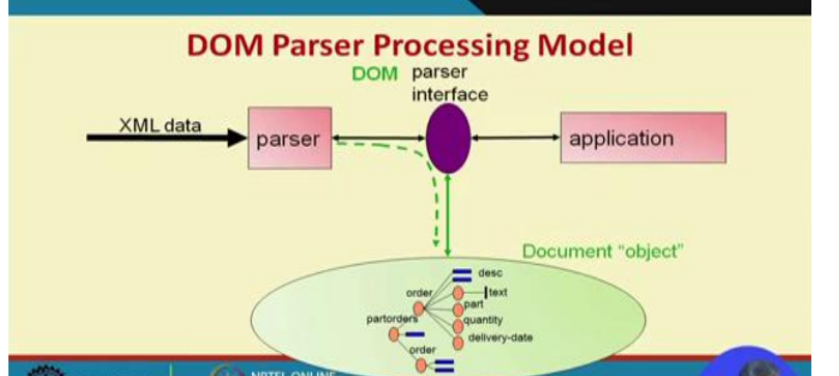 DOM Parser Processing Model
DOM parser
interface
XML data
parser
application
Document “object”
desc
order
text
part
partorders
quantity
delivery-date
order
NPTEL ONLINE